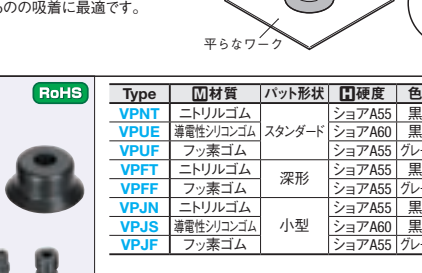 ものの吸着に最適です。
平らなワーク
RoHS
Type M材質 パット形状 H硬度 色
VPNT ニトリルゴム ショアA55 黒
VPUE 導電性シリコンゴム スタンダード ショアA60 黒
VPUF フッ素ゴム ショアA55 グレー
VPFT ニトリルゴム ショアA55 黒
深形
VPFF フッ素ゴム ショアA55 グレー
VPJN ニトリルゴム ショアA55 黒
VPJS 導電性シリコンゴム 小型 ショアA60 黒
VPJF フッ素ゴム ショアA55 グレー